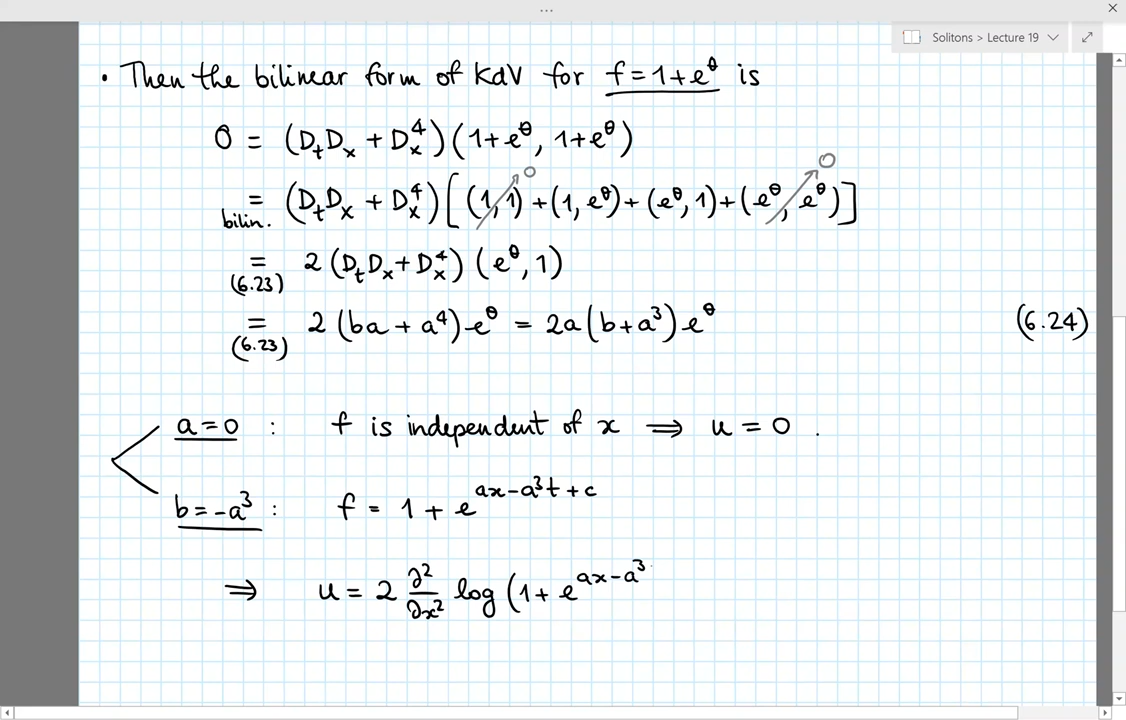 Solitons > Lecture 19
• Then the bilinear form of KdV for f = 1 + e^θ is
0 = (D_t D_x + D_x^4)(1 + e^θ, 1 + e^θ)
= (D_t D_x + D_x^4)[(1, 1) + (1, e^θ) + (e^θ, 1) + (e^θ, e^θ)]
0 0
bilin.
= 2 (D_t D_x + D_x^4)(e^θ, 1)
(6.23)
= 2 (ba + a^4) e^θ = 2a (b + a^3) e^θ (6.24)
(6.23)
a = 0 : f is independent of x ⟹ u = 0 .
b = -a^3 : f = 1 + e^{ax - a^3 t + c}
⟹ u = 2 ∂^2/∂x^2 log (1 + e^{ax - a^3